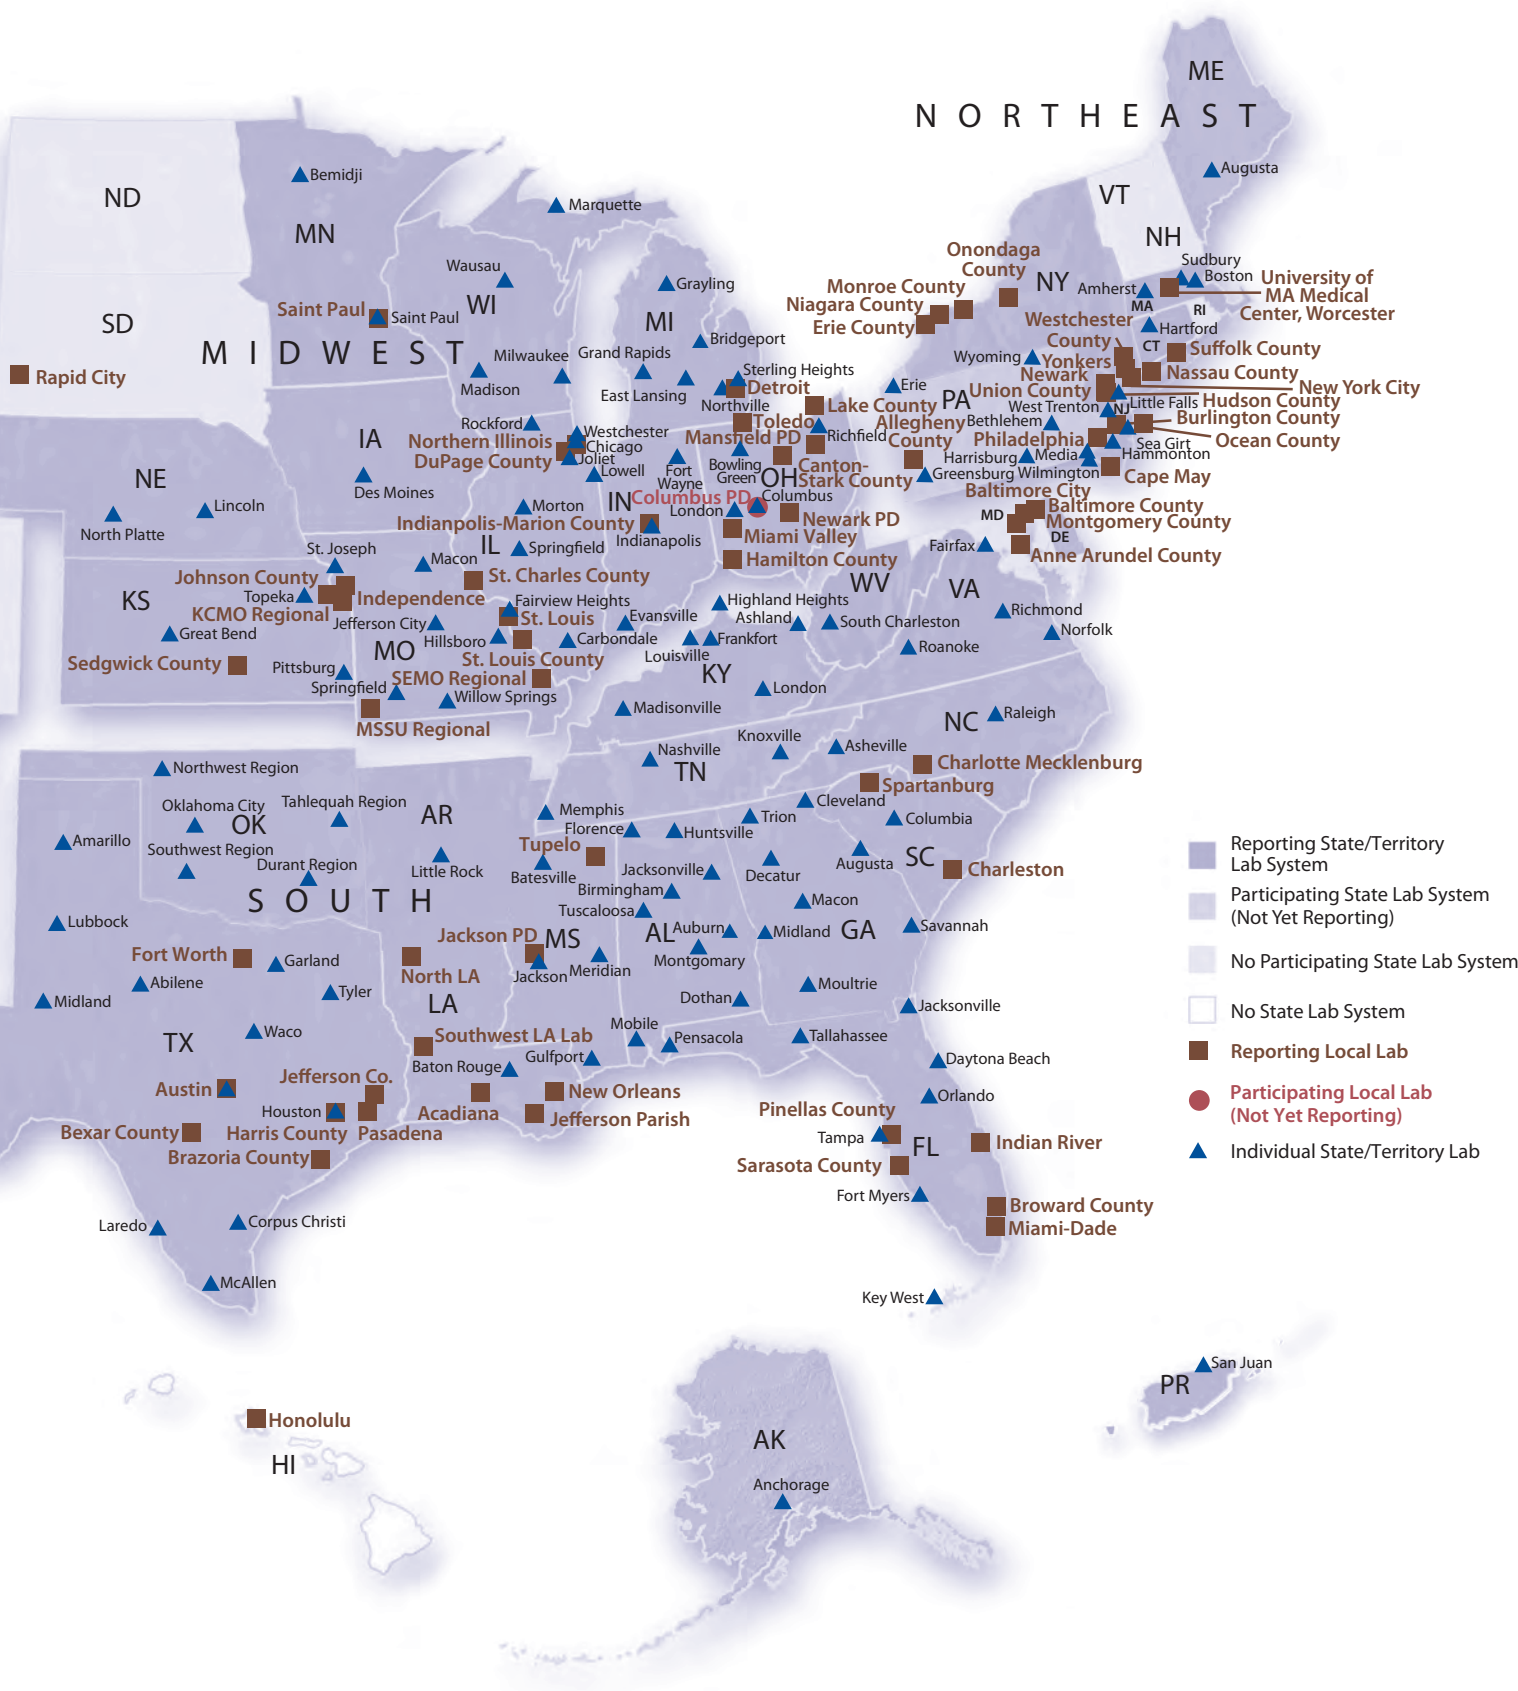 ME
NORTHEAST
Augusta
VT
NH
ND
Bemidji
MN
Marquette
Wausau
WI
Grayling
MI
Saint Paul
Saint Paul
SD
MIDWEST
Rapid City
Milwaukee
Madison
Grand Rapids
Bridgeport
Sterling Heights
East Lansing
Detroit
Northville
Onondaga
County
Monroe County
Niagara County
Erie County
NY
Sudbury
Boston
Amherst
MA
RI
University of
MA Medical
Center, Worcester
Westchester
County
Hartford
CT
Suffolk County
Wyoming
Yonkers
Nassau County
Newark
New York City
Union County
Little Falls
Hudson County
West Trenton
NJ
Burlington County
Erie
PA
Lake County
Allegheny
County
Bethlehem
Philadelphia
Sea Girt
Ocean County
Harrisburg
Media
Hammonton
Greensburg
Wilmington
Cape May
Toledo
Mansfield PD
Richfield
Rockford
Westchester
Northern Illinois
Chicago
DuPage County
Joliet
Lowell
IA
Des Moines
Fort
Wayne
Bowling
Green
OH
Canton-
Stark County
NE
Lincoln
North Platte
Morton
IN
Columbus PD
Columbus
London
Newark PD
Indianpolis-Marion County
Indianapolis
Miami Valley
Hamilton County
Baltimore City
Baltimore County
MD
Montgomery County
DE
Fairfax
Anne Arundel County
IL
Springfield
St. Joseph
Macon
St. Charles County
Johnson County
KS
Topeka
Independence
KCMO Regional
Fairview Heights
St. Louis
Great Bend
Jefferson City
Hillsboro
Carbondale
Evansville
MO
St. Louis County
Sedgwick County
Pittsburg
SEMO Regional
Springfield
Willow Springs
MSSU Regional
WV
VA
Highland Heights
Ashland
South Charleston
Richmond
Norfolk
Frankfort
Louisville
Roanoke
KY
London
Madisonville
NC
Raleigh
Knoxville
Asheville
Nashville
TN
Charlotte Mecklenburg
Spartanburg
Northwest Region
Oklahoma City
Tahlequah Region
OK
AR
Memphis
Cleveland
Trion
Columbia
Florence
Huntsville
Amarillo
Southwest Region
Durant Region
Tupelo
Little Rock
Batesville
Jacksonville
Decatur
Augusta
SC
Charleston
SOUTH
Birmingham
Macon
Tuscaloosa
Lubbock
Jackson PD
MS
AL
Auburn
Midland
GA
Savannah
Fort Worth
Garland
North LA
Jackson
Meridian
Montgomary
Abilene
Tyler
Midland
LA
Dothan
Moultrie
Jacksonville
TX
Waco
Southwest LA Lab
Mobile
Pensacola
Tallahassee
Gulfport
Baton Rouge
Daytona Beach
Austin
Jefferson Co.
New Orleans
Orlando
Houston
Acadiana
Jefferson Parish
Pinellas County
Bexar County
Harris County
Pasadena
Tampa
FL
Indian River
Brazoria County
Sarasota County
Fort Myers
Broward County
Laredo
Corpus Christi
Miami-Dade
McAllen
Key West
Reporting State/Territory
Lab System
Participating State Lab System
(Not Yet Reporting)
No Participating State Lab System
No State Lab System
Reporting Local Lab
Participating Local Lab
(Not Yet Reporting)
Individual State/Territory Lab
San Juan
PR
Honolulu
HI
AK
Anchorage